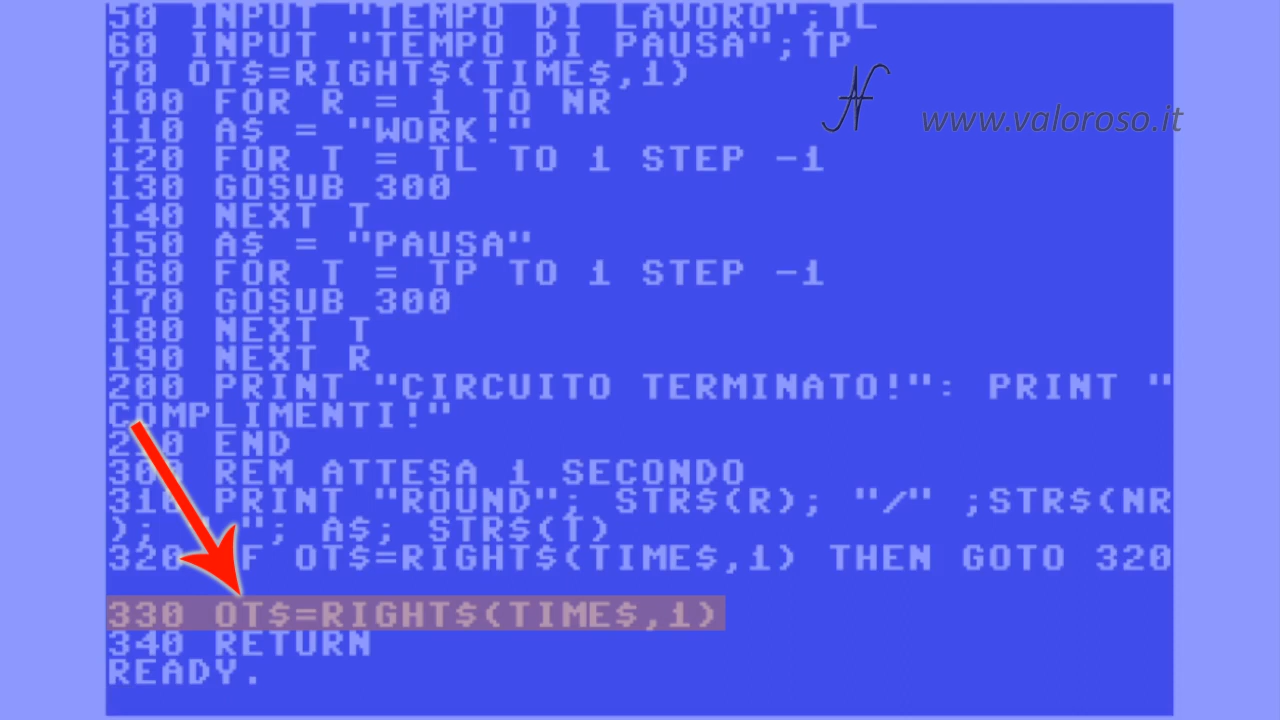 50 INPUT "TEMPO DI LAVORO";TL
60 INPUT "TEMPO DI PAUSA";TP
70 OT$=RIGHT$(TIME$,1)
100 FOR R = 1 TO NR
110 A$ = "WORK!"
120 FOR T = TL TO 1 STEP -1
130 GOSUB 300
140 NEXT T
150 A$ = "PAUSA"
160 FOR T = TP TO 1 STEP -1
170 GOSUB 300
180 NEXT T
190 NEXT R
200 PRINT "CIRCUITO TERMINATO!": PRINT "
COMPLIMENTI!"
210 END
300 REM ATTESA 1 SECONDO
310 PRINT "ROUND"; STR$(R); "/" ;STR$(NR
); " "; A$; STR$(T)
320 IF OT$=RIGHT$(TIME$,1) THEN GOTO 320
330 OT$=RIGHT$(TIME$,1)
340 RETURN
READY.
www.valoroso.it